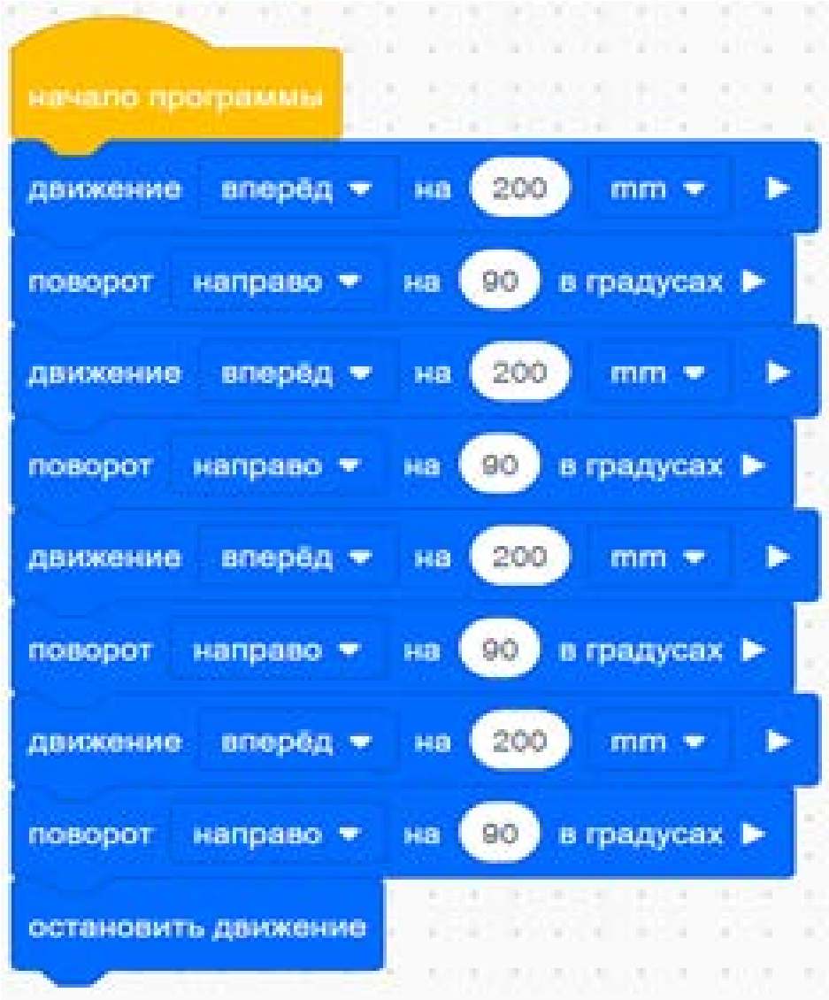 начало программы
движение вперёд на 200 mm
поворот направо на 90 в градусах
движение вперёд на 200 mm
поворот направо на 90 в градусах
движение вперёд на 200 mm
поворот направо на 90 в градусах
движение вперёд на 200 mm
поворот направо на 90 в градусах
остановить движение